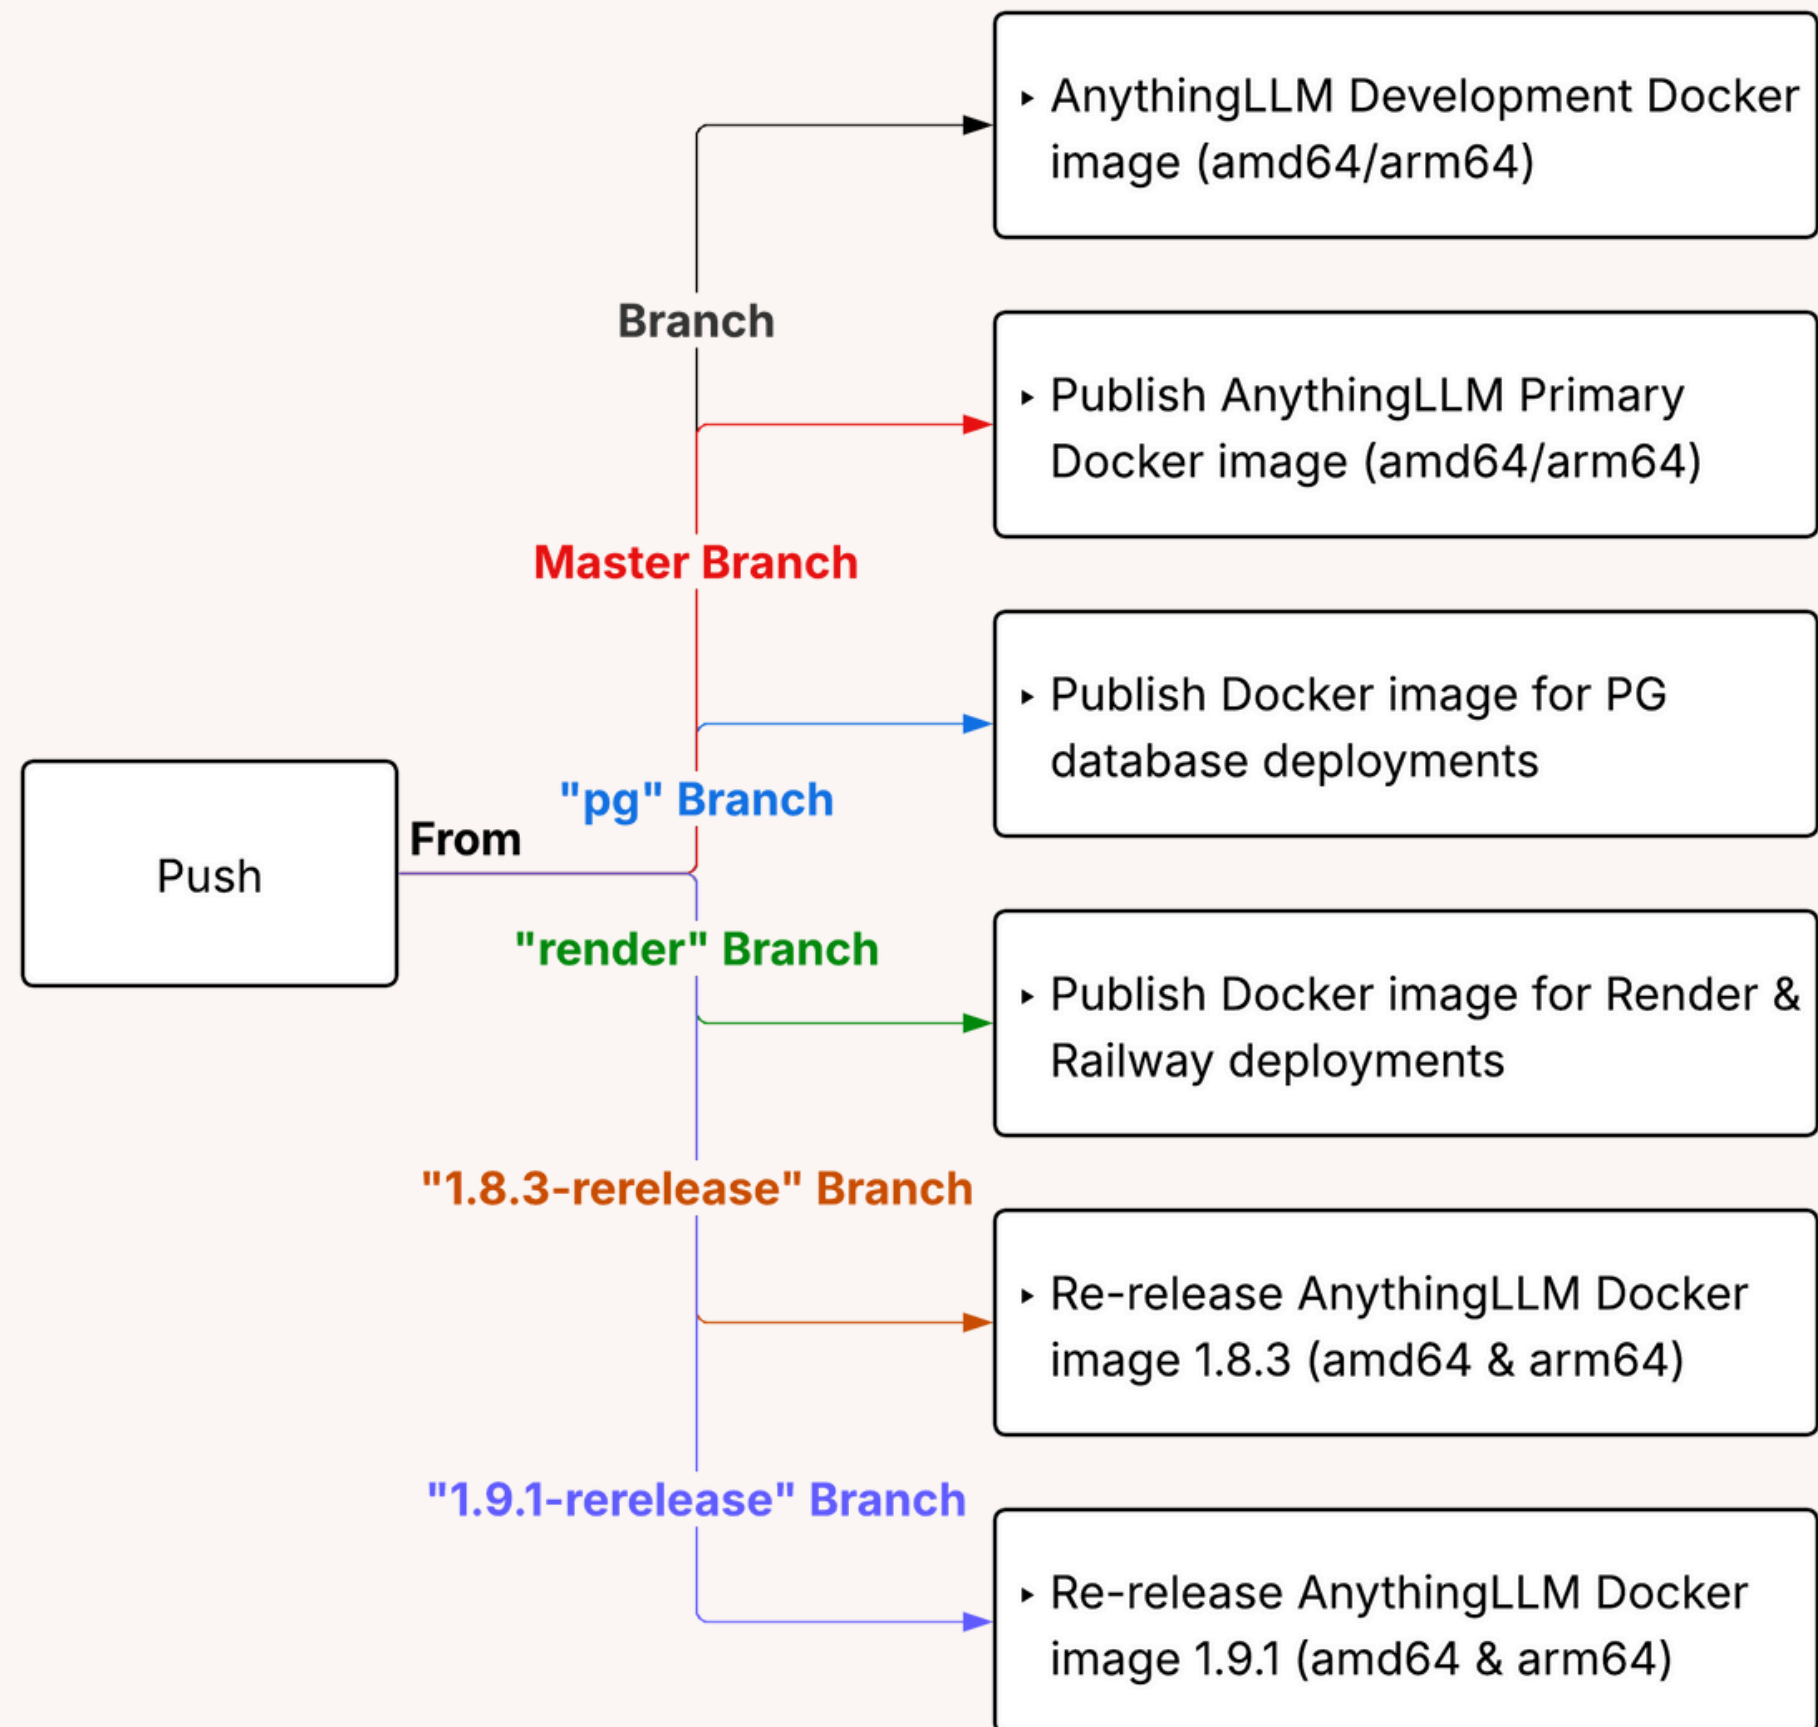 ‣ AnythingLLM Development Docker
image (amd64/arm64)
Branch
‣ Publish AnythingLLM Primary
Docker image (amd64/arm64)
Master Branch
‣ Publish Docker image for PG
database deployments
"pg" Branch
From
Push
"render" Branch
‣ Publish Docker image for Render &
Railway deployments
"1.8.3-rerelease" Branch
‣ Re-release AnythingLLM Docker
image 1.8.3 (amd64 & arm64)
"1.9.1-rerelease" Branch
‣ Re-release AnythingLLM Docker
image 1.9.1 (amd64 & arm64)